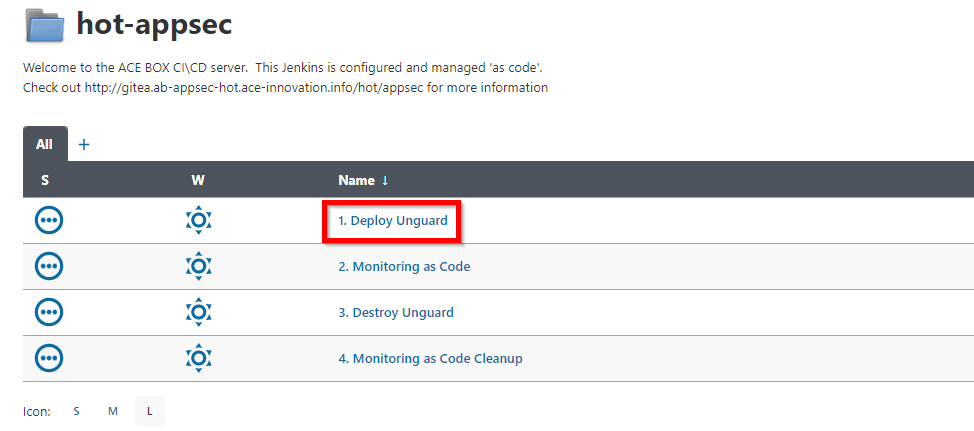 hot-appsec
Welcome to the ACE BOX CI\CD server.  This Jenkins is configured and managed 'as code'.
Check out http://gitea.ab-appsec-hot.ace-innovation.info/hot/appsec for more information
All +
S W Name ↓
1. Deploy Unguard
2. Monitoring as Code
3. Destroy Unguard
4. Monitoring as Code Cleanup
Icon: S M L